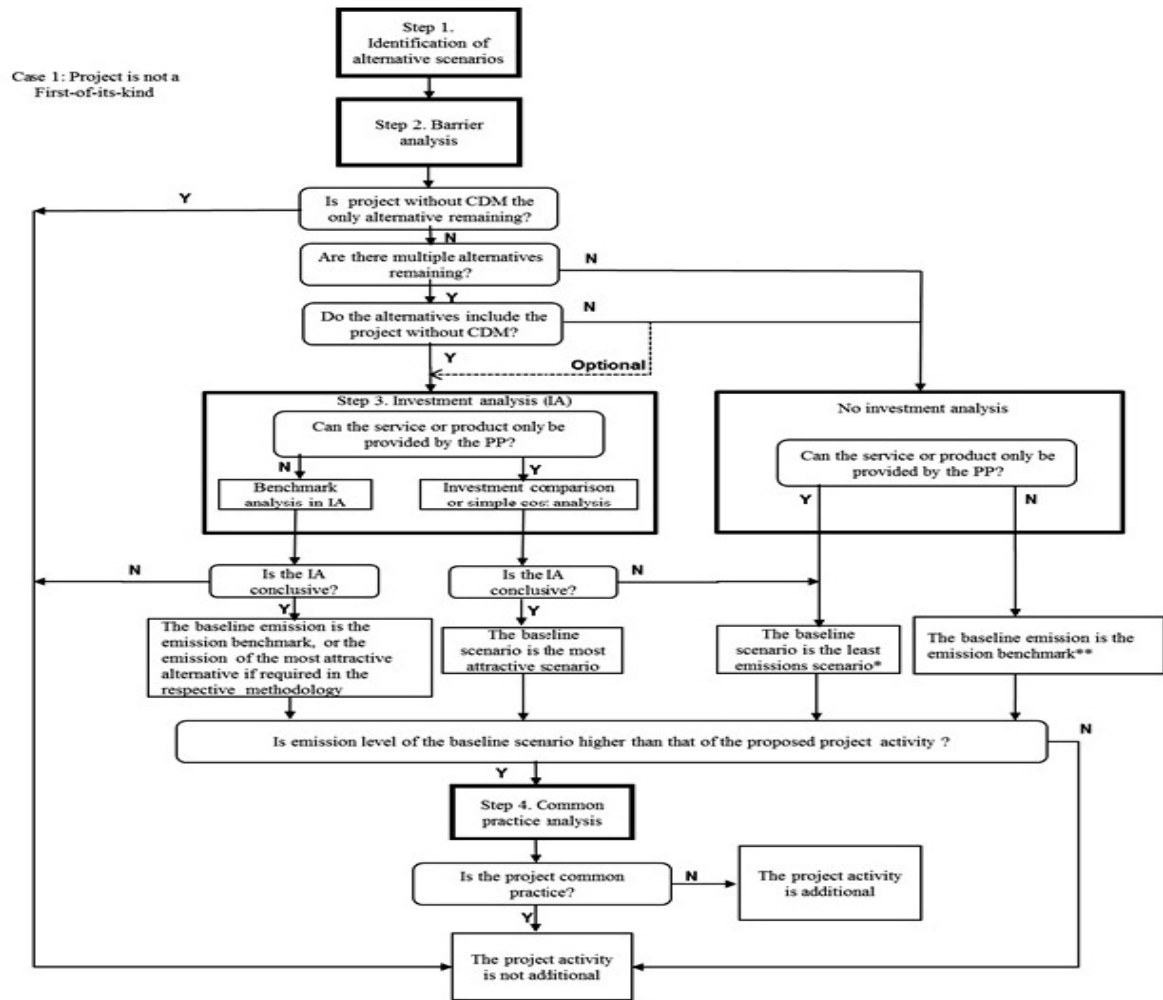 Step 1.
Identification of
alternative scenarios
Case 1: Project is not a
First-of-its-kind
Step 2. Barrier
analysis
Y
Is project without CDM the
only alternative remaining?
N
Are there multiple alternatives
remaining?
N
Y
Do the alternatives include the
project without CDM?
N
Y
Optional
Step 3. Investment analysis (IA)
Can the service or product only be
provided by the PP?
N
Y
Benchmark
analysis in IA
Investment comparison
or simple cost analysis
No investment analysis
Can the service or product only be
provided by the PP?
Y
N
N
Is the IA
conclusive?
Y
Is the IA
conclusive?
N
Y
The baseline emission is the
emission benchmark, or the
emission of the most attractive
alternative if required in the
respective methodology
The baseline
scenario is the most
attractive scenario
The baseline
scenario is the least
emissions scenario*
The baseline emission is the
emission benchmark**
Is emission level of the baseline scenario higher than that of the proposed project activity ?
N
Y
Step 4. Common
practice analysis
Is the project common
practice?
N
The project activity
is additional
Y
The project activity
is not additional